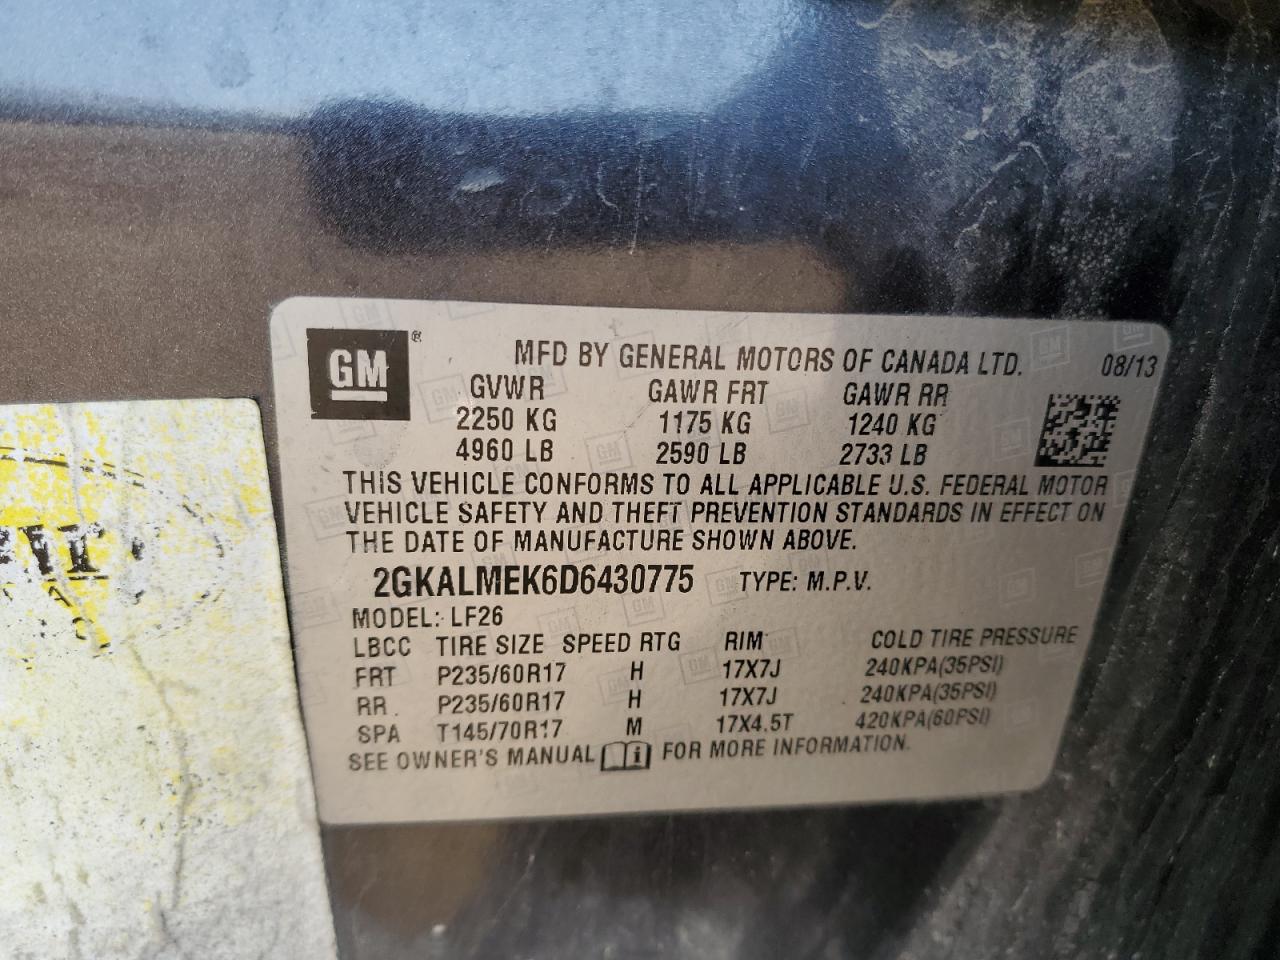 GM
MFD BY GENERAL MOTORS OF CANADA LTD. 08/13
GVWR GAWR FRT GAWR RR
2250 KG 1175 KG 1240 KG
4960 LB 2590 LB 2733 LB
THIS VEHICLE CONFORMS TO ALL APPLICABLE U.S. FEDERAL MOTOR
VEHICLE SAFETY AND THEFT PREVENTION STANDARDS IN EFFECT ON
THE DATE OF MANUFACTURE SHOWN ABOVE.
2GKALMEK6D6430775 TYPE: M.P.V.
MODEL: LF26
LBCC TIRE SIZE SPEED RTG RIM COLD TIRE PRESSURE
FRT P235/60R17 H 17X7J 240KPA(35PSI)
RR P235/60R17 H 17X7J 240KPA(35PSI)
SPA T145/70R17 M 17X4.5T 420KPA(60PSI)
SEE OWNER'S MANUAL FOR MORE INFORMATION.